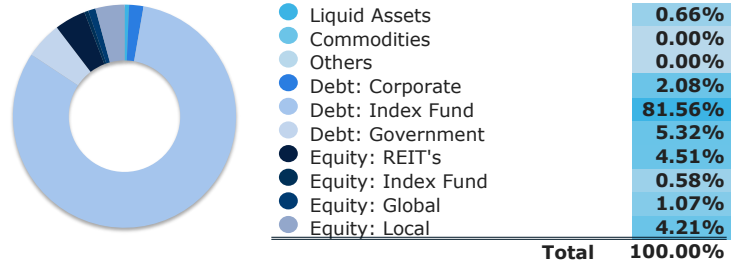 Liquid Assets 0.66%
Commodities 0.00%
Others 0.00%
Debt: Corporate 2.08%
Debt: Index Fund 81.56%
Debt: Government 5.32%
Equity: REIT's 4.51%
Equity: Index Fund 0.58%
Equity: Global 1.07%
Equity: Local 4.21%
Total 100.00%